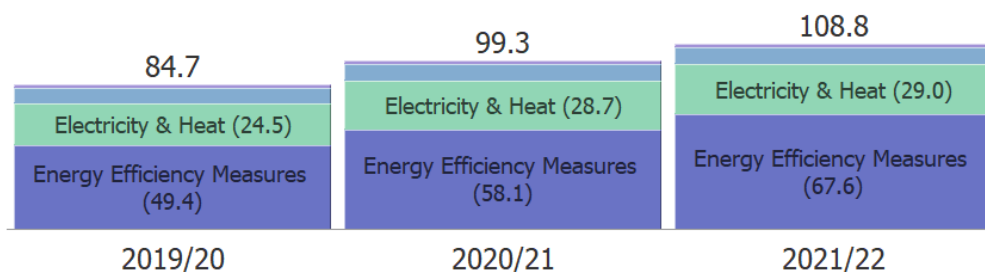 84.7
99.3
108.8
Electricity & Heat (24.5)
Electricity & Heat (28.7)
Electricity & Heat (29.0)
Energy Efficiency Measures
(49.4)
Energy Efficiency Measures
(58.1)
Energy Efficiency Measures
(67.6)
2019/20
2020/21
2021/22